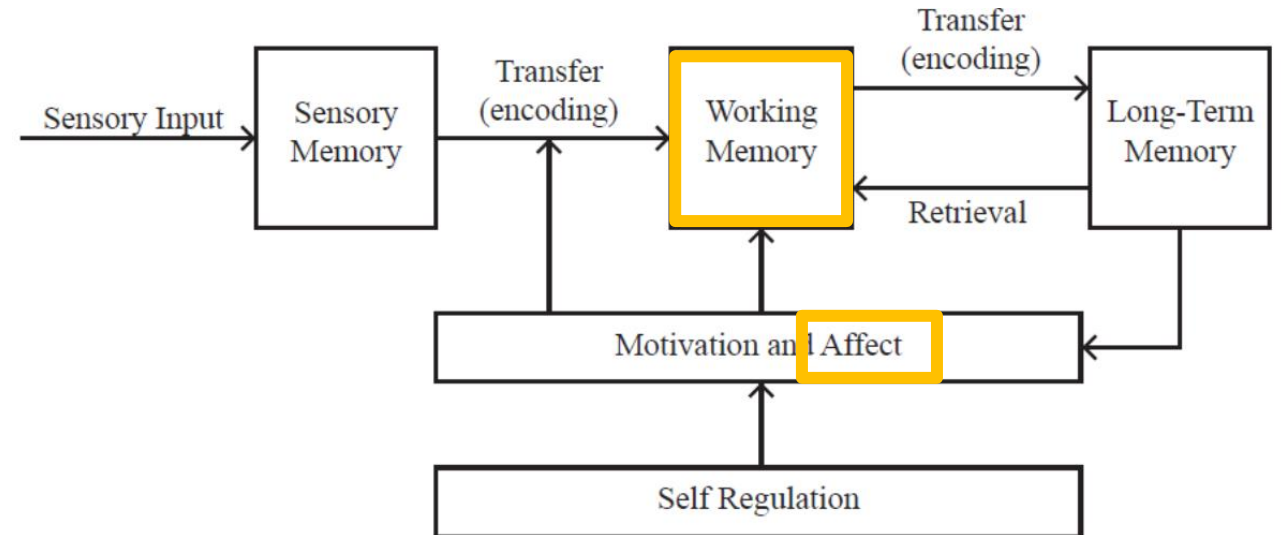 Transfer
(encoding)
Transfer
(encoding)
Sensory Input
Sensory
Memory
Working
Memory
Long-Term
Memory
Retrieval
Motivation and Affect
Self Regulation